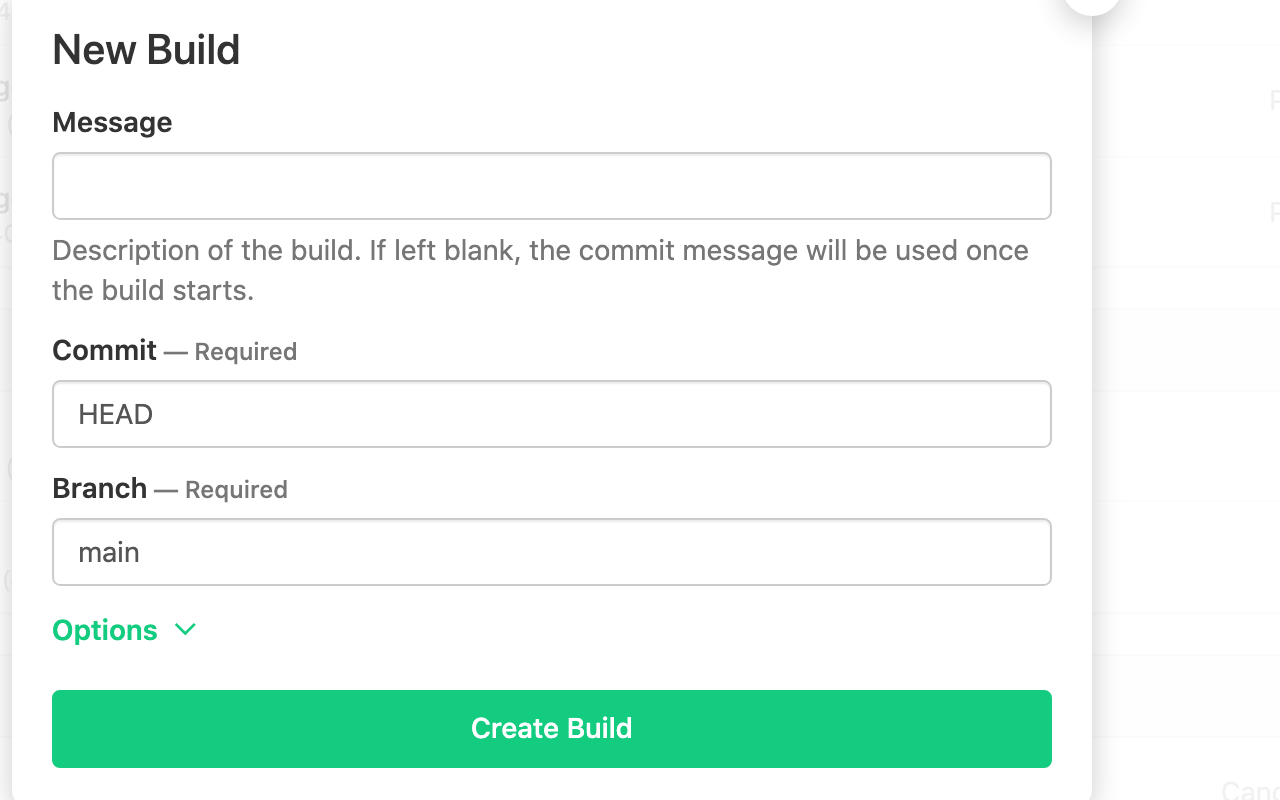 New Build
Message
Description of the build. If left blank, the commit message will be used once
the build starts.
Commit — Required
HEAD
Branch — Required
main
Options
Create Build